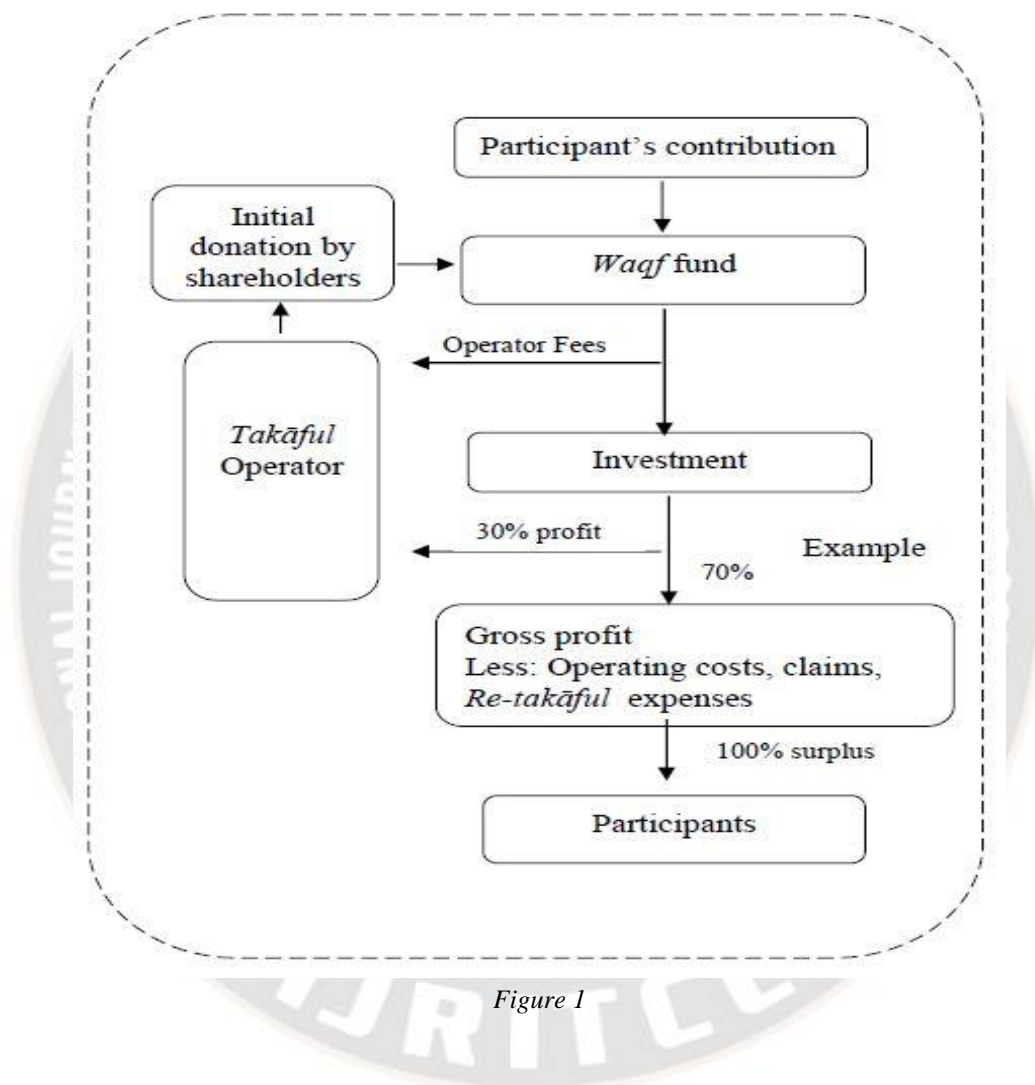 Participant's contribution
Initial
donation by
shareholders
Waqf fund
Operator Fees
Takāful
Operator
Investment
30% profit
Example
70%
Gross profit
Less: Operating costs, claims,
Re-takāful expenses
100% surplus
Participants
IJRITCC
Figure 1